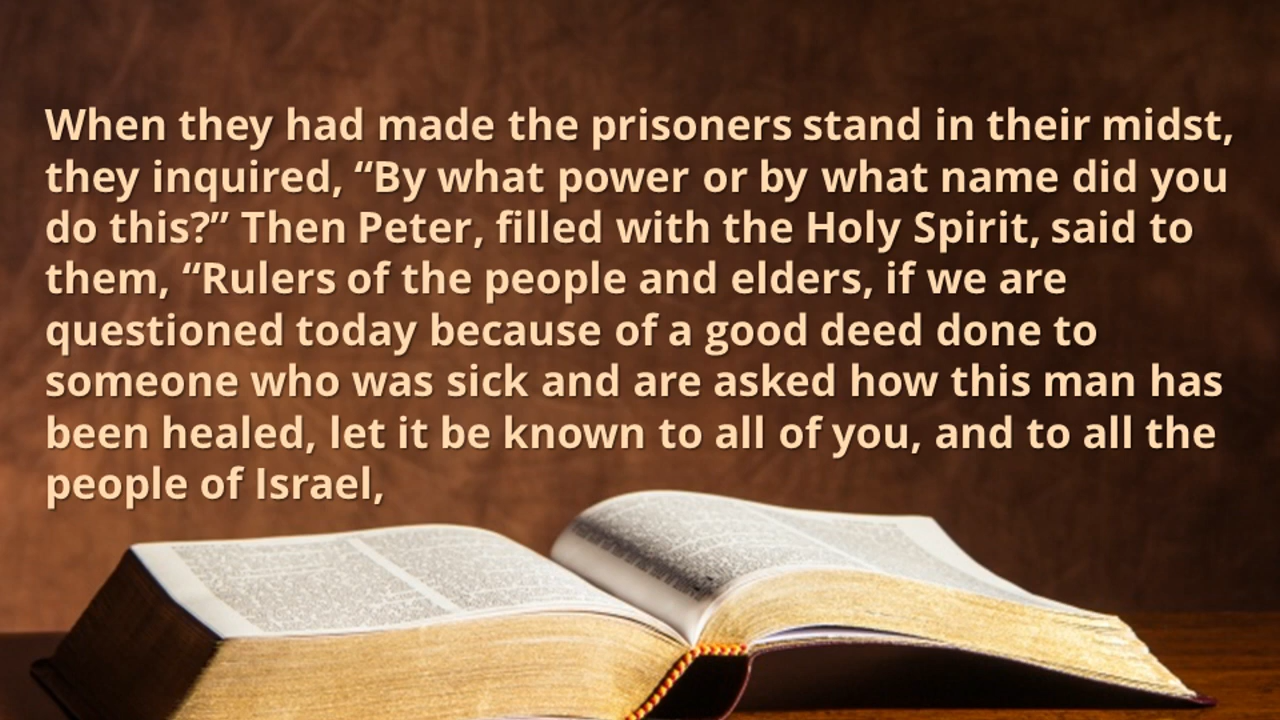 When they had made the prisoners stand in their midst,
they inquired, “By what power or by what name did you
do this?” Then Peter, filled with the Holy Spirit, said to
them, “Rulers of the people and elders, if we are
questioned today because of a good deed done to
someone who was sick and are asked how this man has
been healed, let it be known to all of you, and to all the
people of Israel,